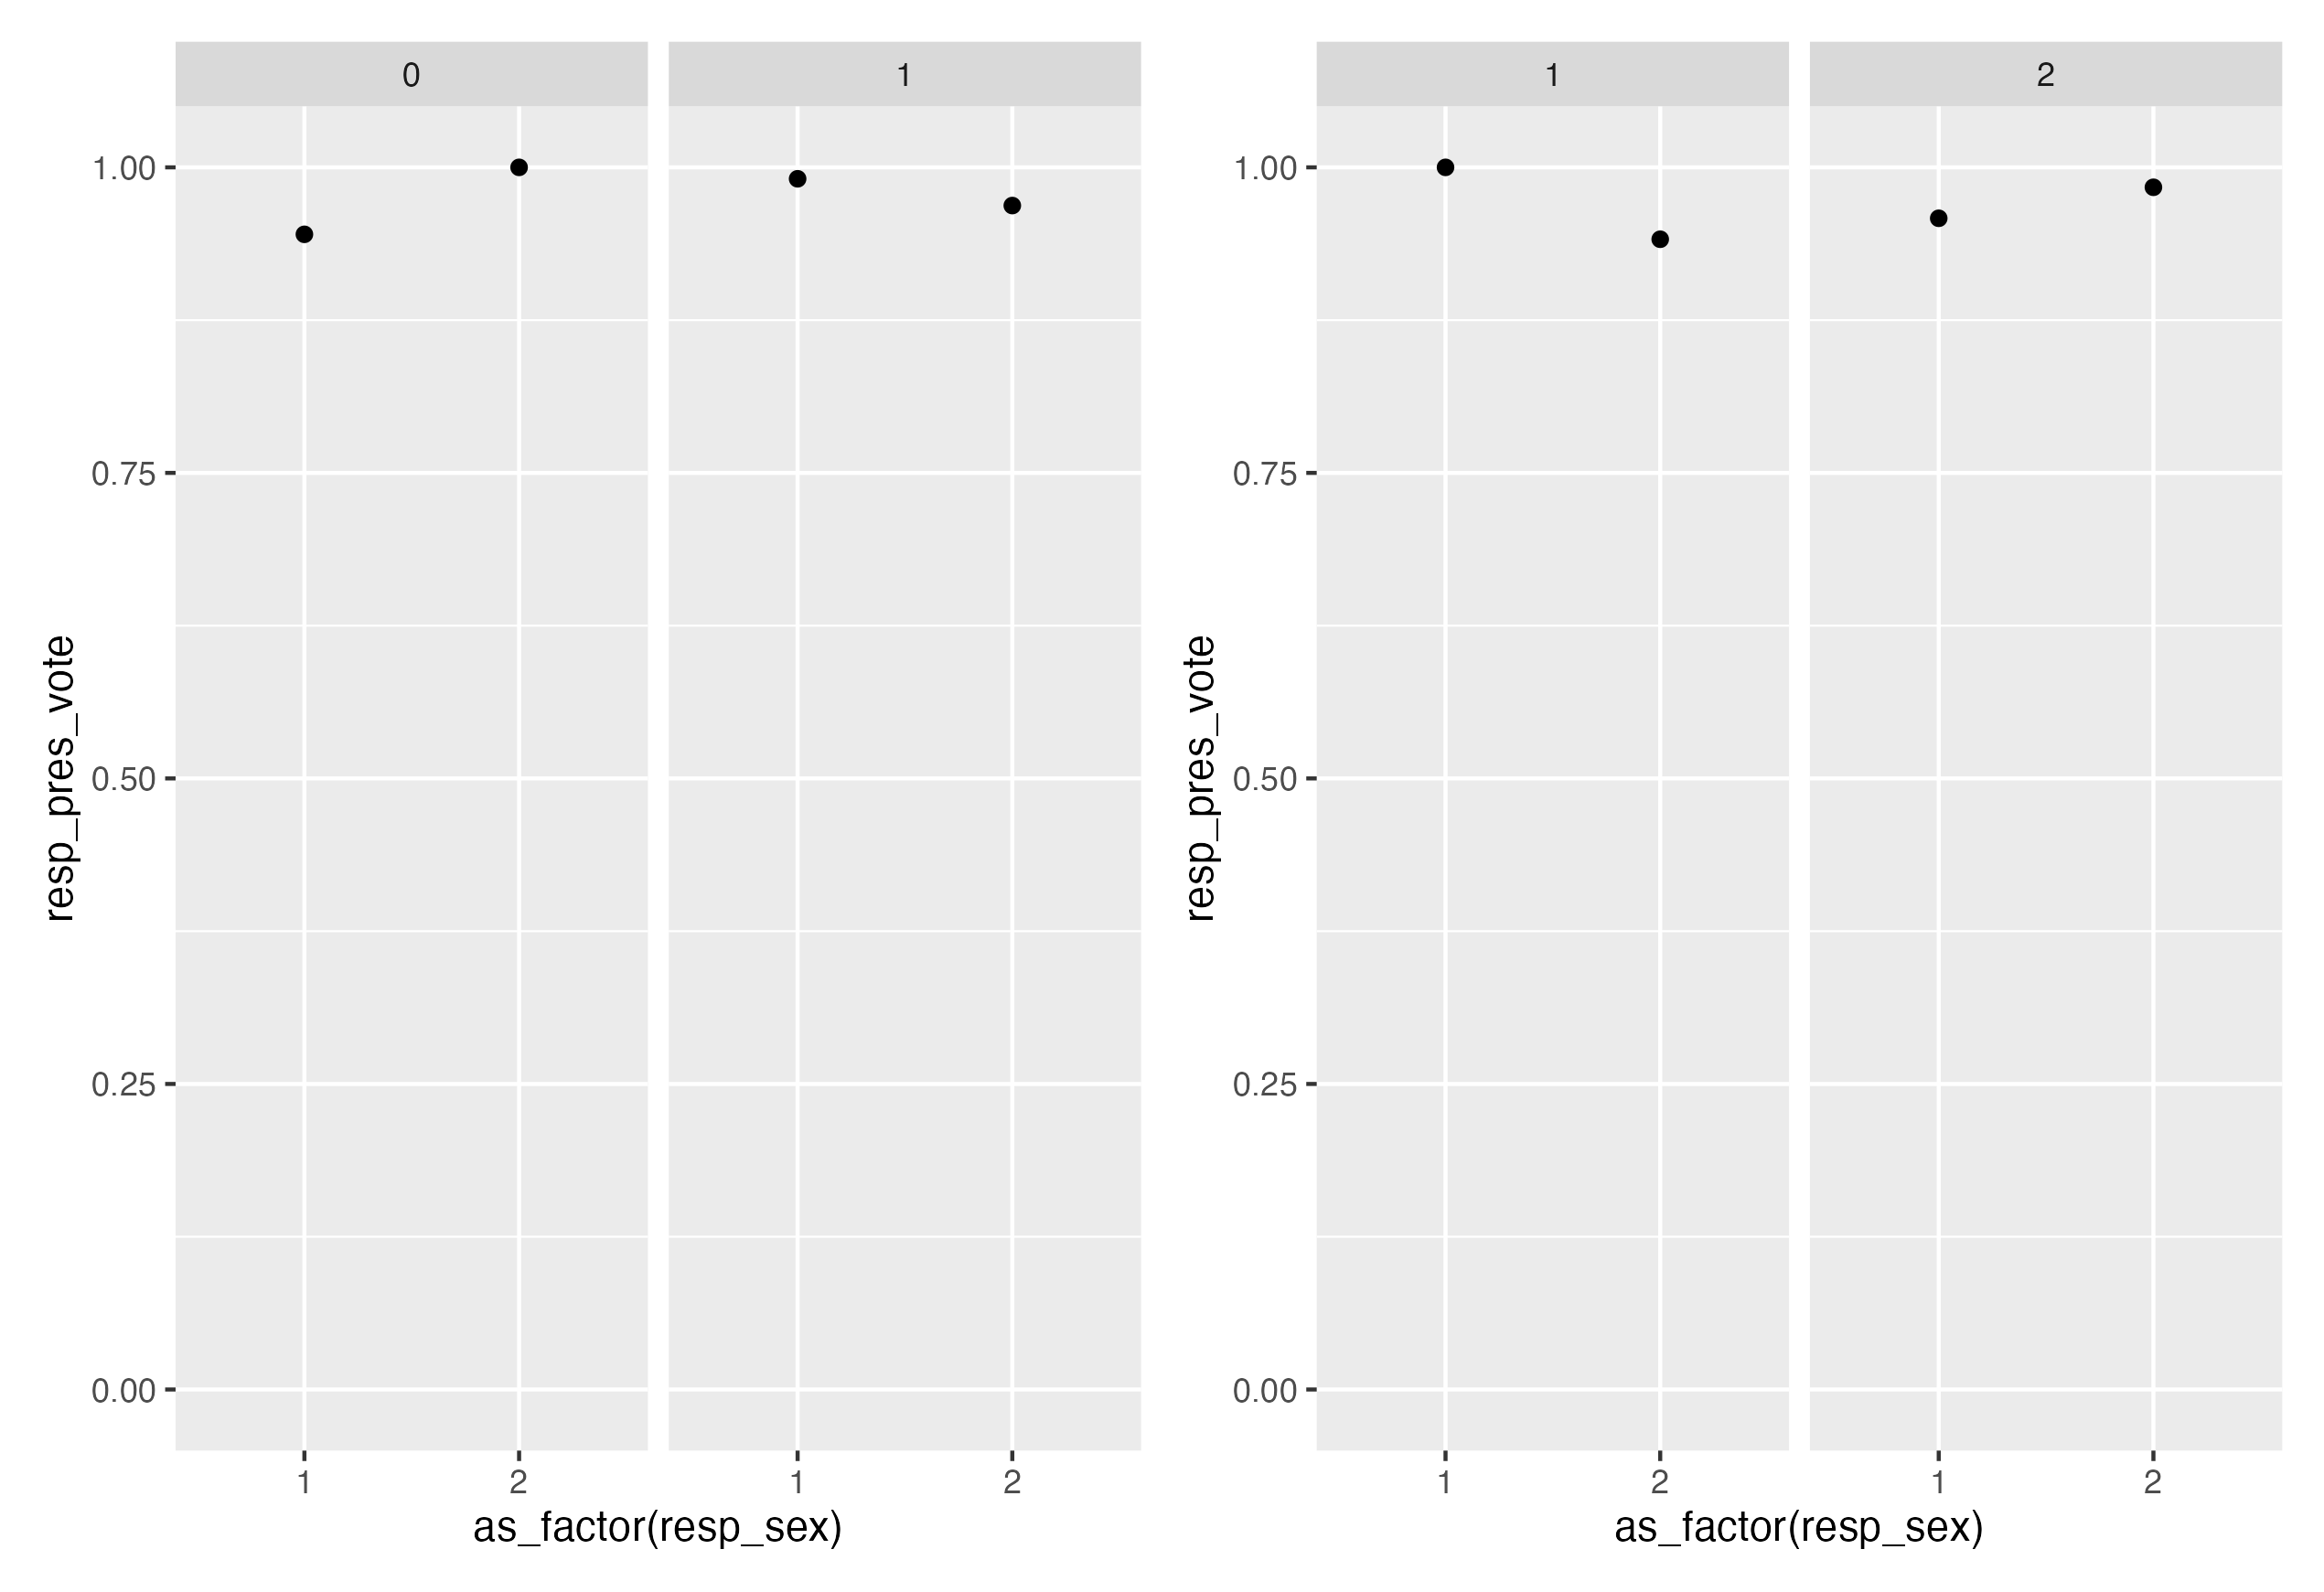 0 1
1.00
0.75
0.50
0.25
0.00
resp_pres_vote
1 2 1 2
as_factor(resp_sex)
1 2
1.00
0.75
0.50
0.25
0.00
resp_pres_vote
1 2 1 2
as_factor(resp_sex)